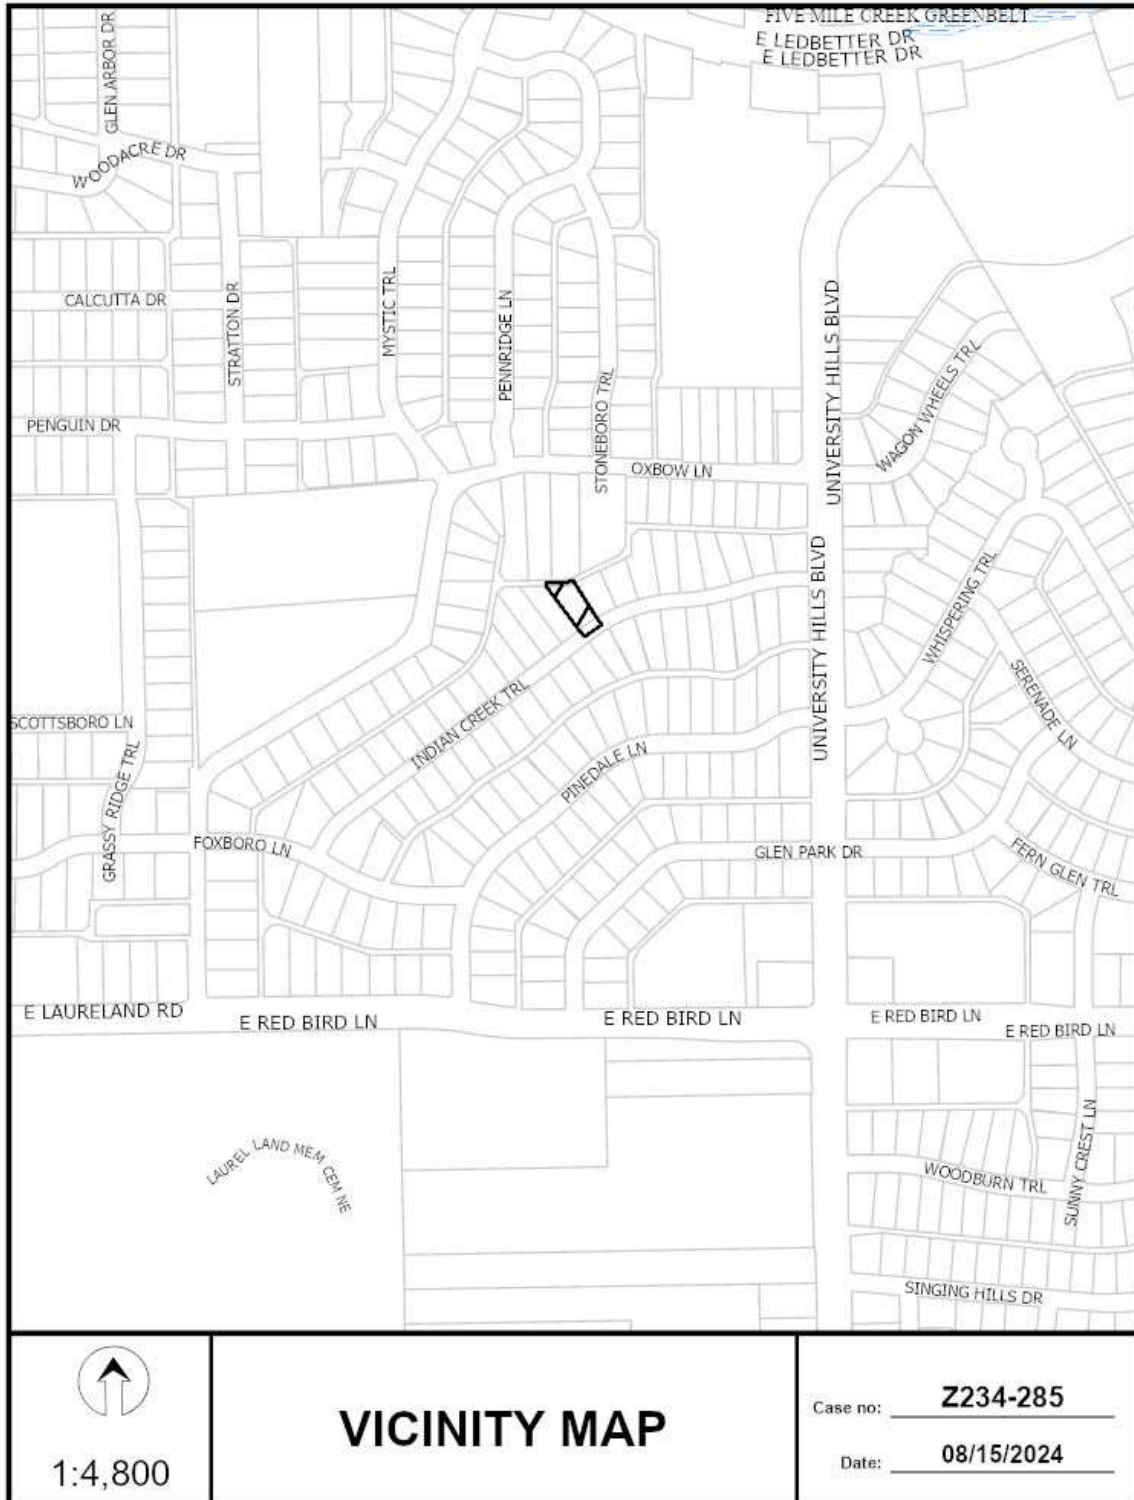 FIVE MILE CREEK GREENBELT
E LEDBETTER DR
E LEDBETTER DR
GLEN ARBOR DR
WOODACRE DR
CALCUTTA DR
STRATTON DR
MYSTIC TRL
PENNRIDGE LN
STONEBORO TRL
UNIVERSITY HILLS BLVD
WAGON WHEELS TRL
PENGUIN DR
OXBOW LN
UNIVERSITY HILLS BLVD
WHISPERING TRL
SERENADE LN
SCOTTSBORO LN
GRASSY RIDGE TRL
INDIAN CREEK TRL
PINEDALE LN
FOXBORO LN
GLEN PARK DR
FERN GLEN TRL
E LAURELAND RD
E RED BIRD LN
E RED BIRD LN
E RED BIRD LN
E RED BIRD LN
LAUREL LAND MEM CEM NE
SUNNY CREST LN
WOODBURN TRL
SINGING HILLS DR
1:4,800
VICINITY MAP
Case no: Z234-285
Date: 08/15/2024